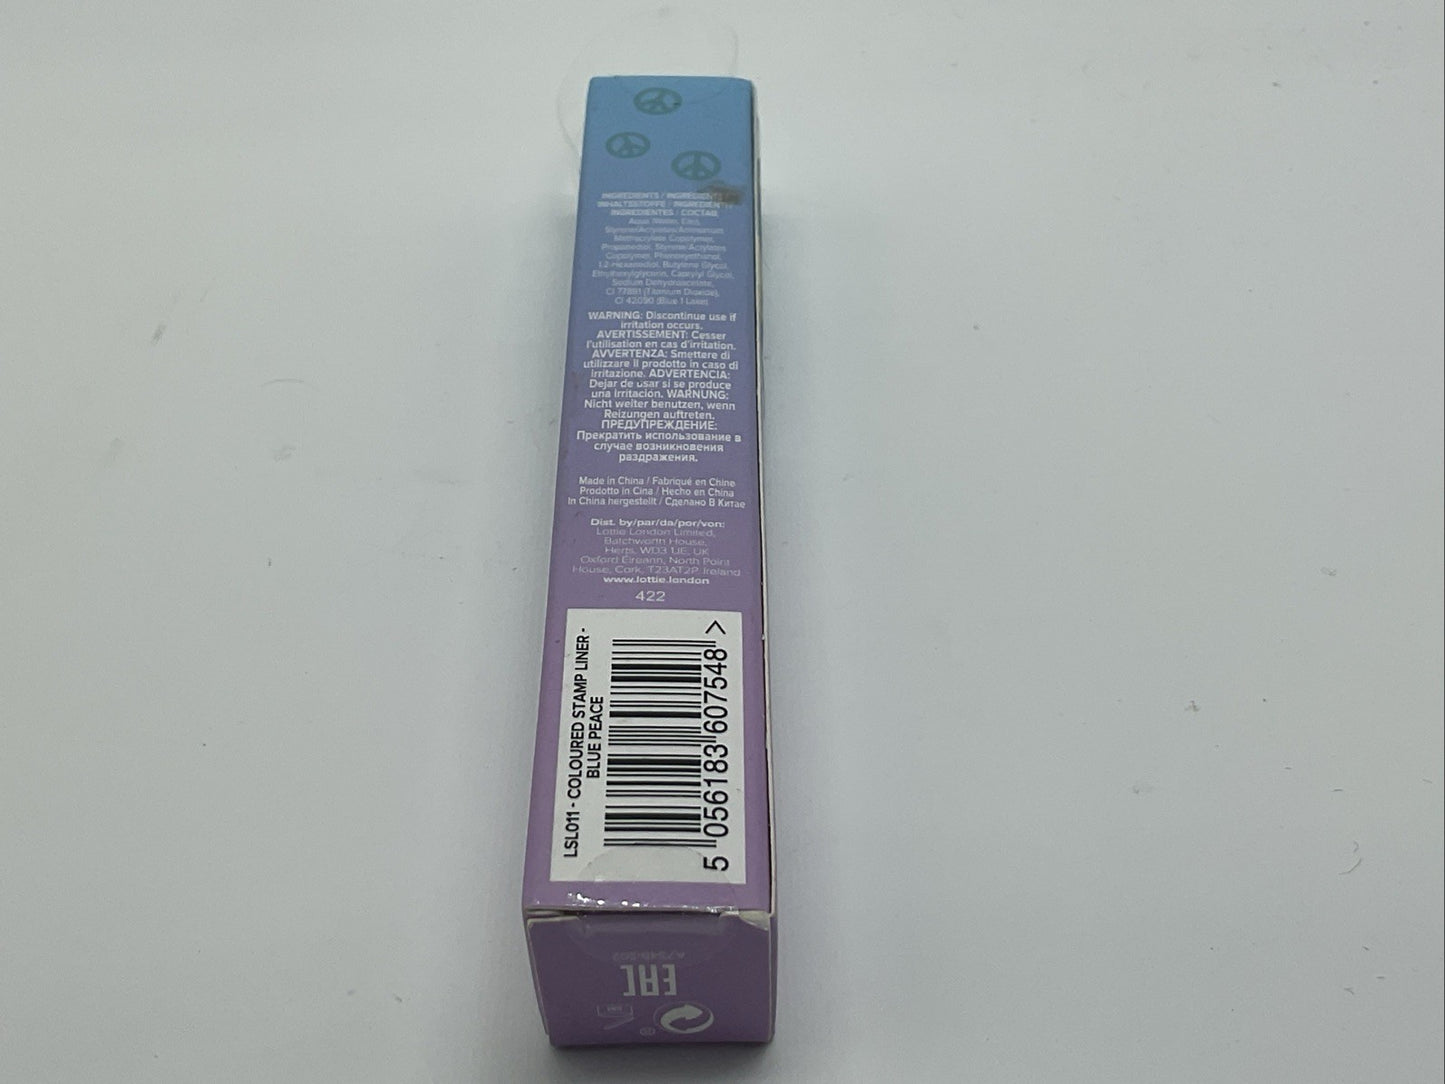 INGREDIENTS / INGRÉDIENTS /
INHALTSSTOFFE / INGREDIENTI /
INGREDIENTES / СОСТАВ:
Aqua (Water, Eau),
Styrene/Acrylates/Ammonium
Methacrylate Copolymer,
Propanediol, Styrene/Acrylates
Copolymer, Phenoxyethanol,
1,2-Hexanediol, Butylene Glycol,
Ethylhexylglycerin, Caprylyl Glycol,
Sodium Dehydroacetate,
CI 77891 (Titanium Dioxide),
CI 42090 (Blue 1 Lake)
WARNING: Discontinue use if
irritation occurs.
AVERTISSEMENT: Cesser
l'utilisation en cas d'irritation.
AVVERTENZA: Smettere di
utilizzare il prodotto in caso di
irritazione. ADVERTENCIA:
Dejar de usar si se produce
una irritación. WARNUNG:
Nicht weiter benutzen, wenn
Reizungen auftreten.
ПРЕДУПРЕЖДЕНИЕ:
Прекратить использование в
случае возникновения
раздражения.
Made in China / Fabriqué en Chine
Prodotto in Cina / Hecho en China
In China hergestellt / Сделано В Китае
Dist. by/par/da/por/von:
Lottie London Limited,
Batchworth House,
Herts, WD3 1JE, UK
Oxford Éireann, North Point
House, Cork, T23AT2P, Ireland
www.lottie.london
422
LSL011 - COLOURED STAMP LINER -
BLUE PEACE
5 056183 607548 >
EAC